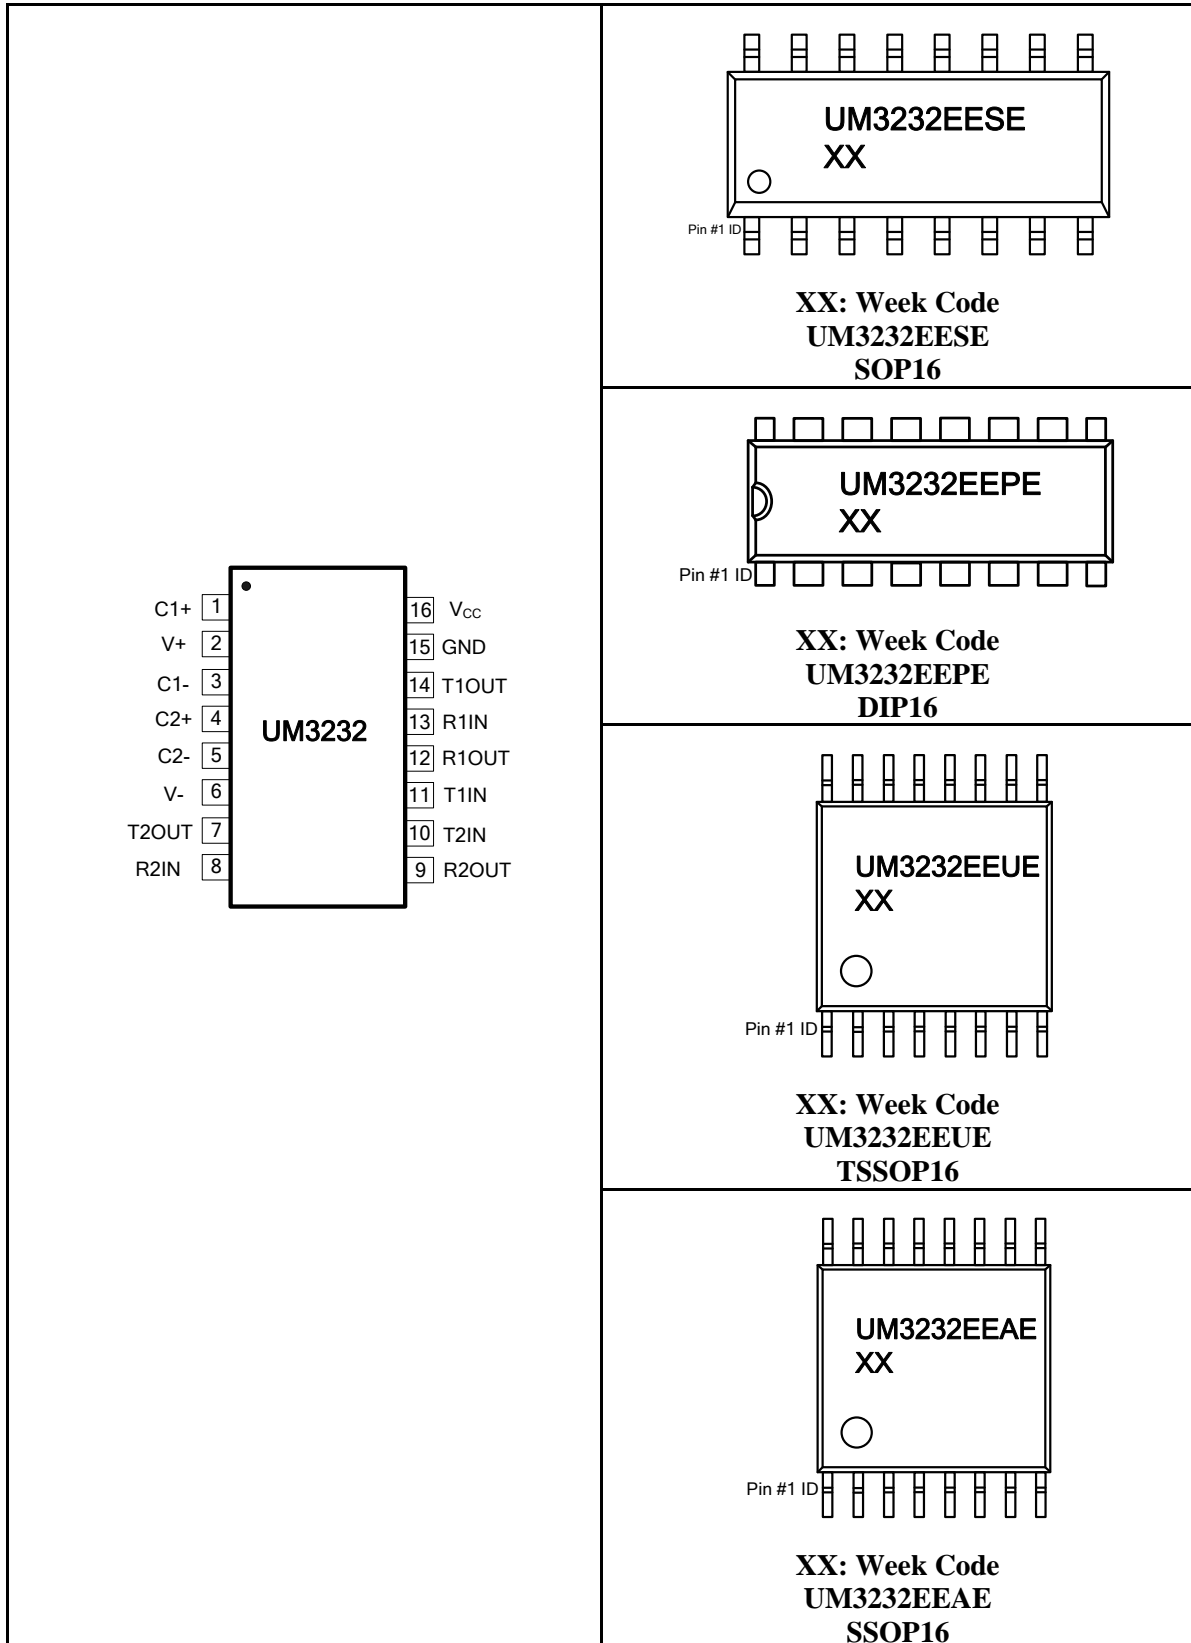 C1+ 1
V+ 2
C1- 3
C2+ 4
C2- 5
V- 6
T2OUT 7
R2IN 8
UM3232
16 VCC
15 GND
14 T1OUT
13 R1IN
12 R1OUT
11 T1IN
10 T2IN
9 R2OUT
UM3232EESE
XX
Pin #1 ID
XX: Week Code
UM3232EESE
SOP16
UM3232EEPE
XX
Pin #1 ID
XX: Week Code
UM3232EEPE
DIP16
UM3232EEUE
XX
Pin #1 ID
XX: Week Code
UM3232EEUE
TSSOP16
UM3232EEAE
XX
Pin #1 ID
XX: Week Code
UM3232EEAE
SSOP16